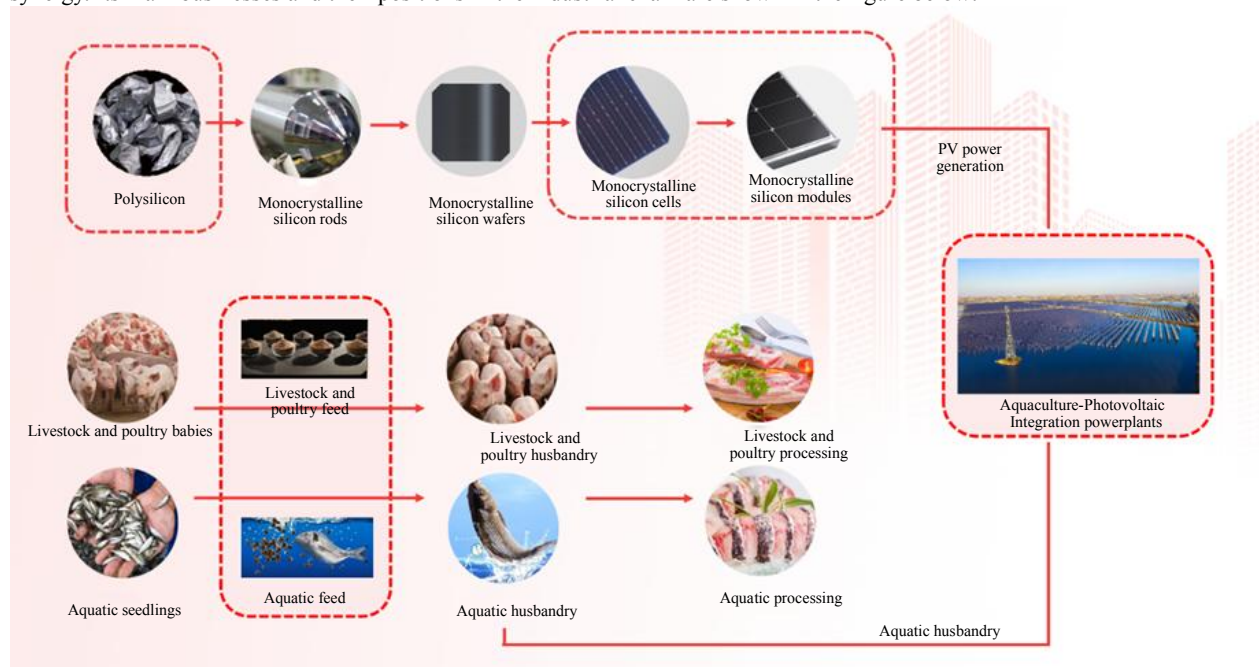 Polysilicon
Monocrystalline
silicon rods
Monocrystalline
silicon wafers
Monocrystalline
silicon cells
Monocrystalline
silicon modules
PV power
generation
Aquaculture-Photovoltaic
Integration powerplants
Livestock and poultry babies
Livestock and
poultry feed
Livestock and
poultry husbandry
Livestock and
poultry processing
Aquatic seedlings
Aquatic feed
Aquatic husbandry
Aquatic processing
Aquatic husbandry